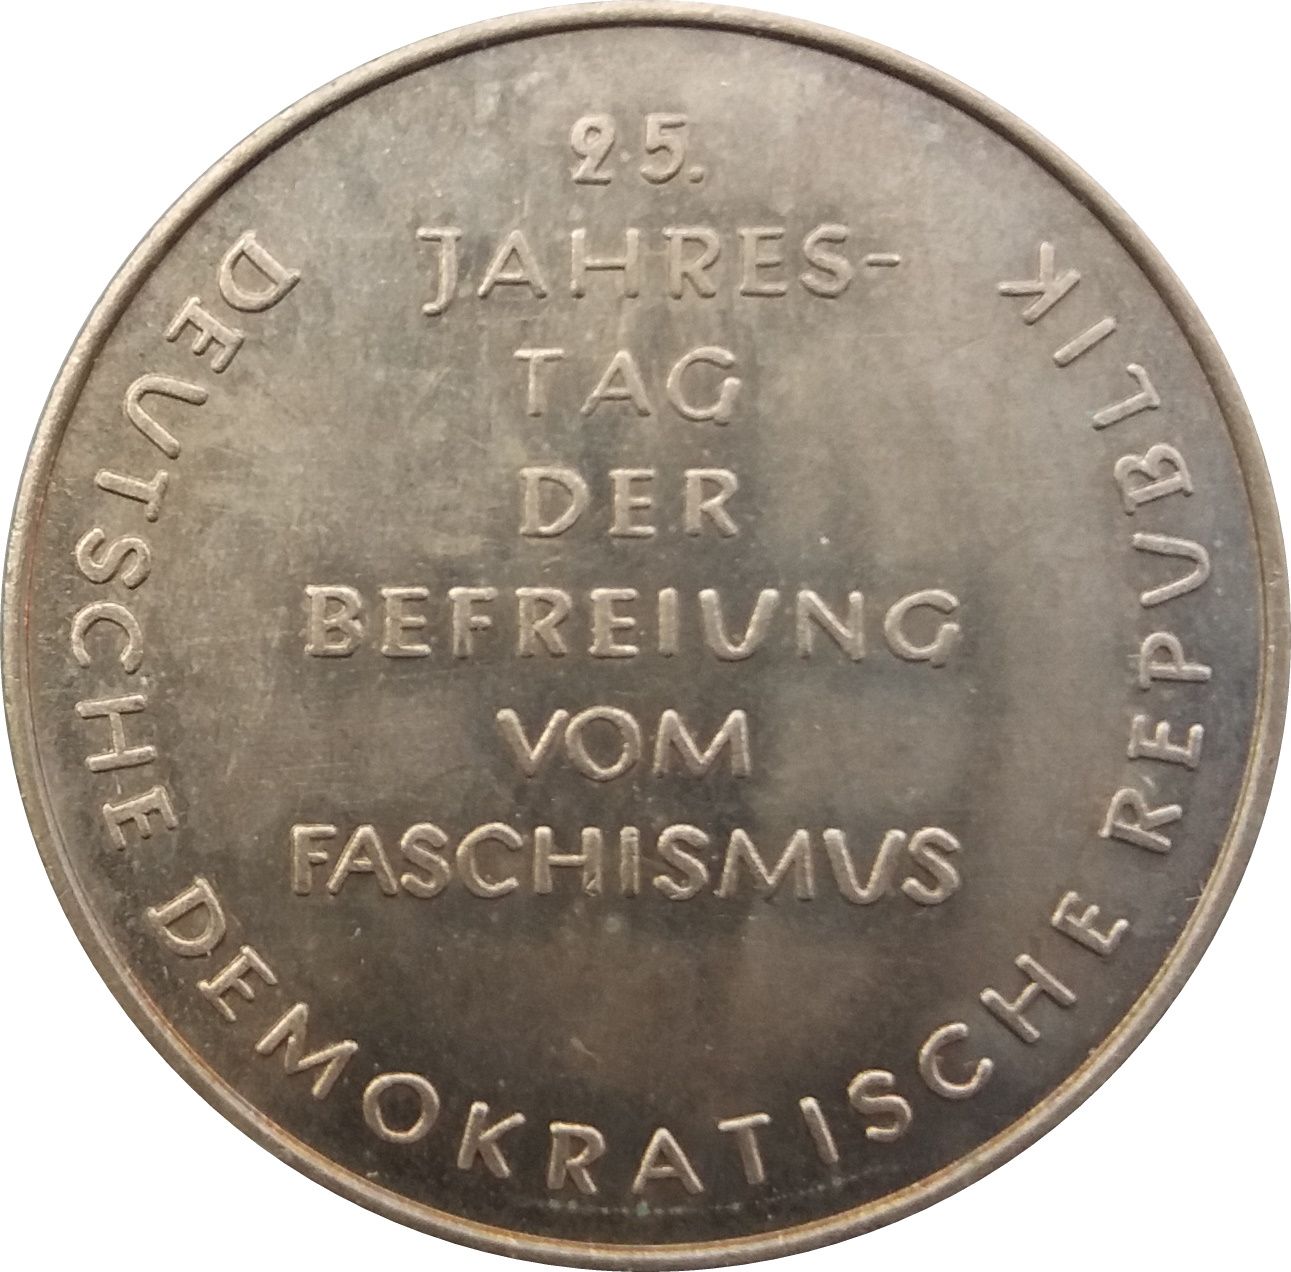 25.
JAHRES-
TAG
DER
BEFREIUNG
VOM
FASCHISMUS
DEUTSCHE DEMOKRATISCHE REPUBLIK